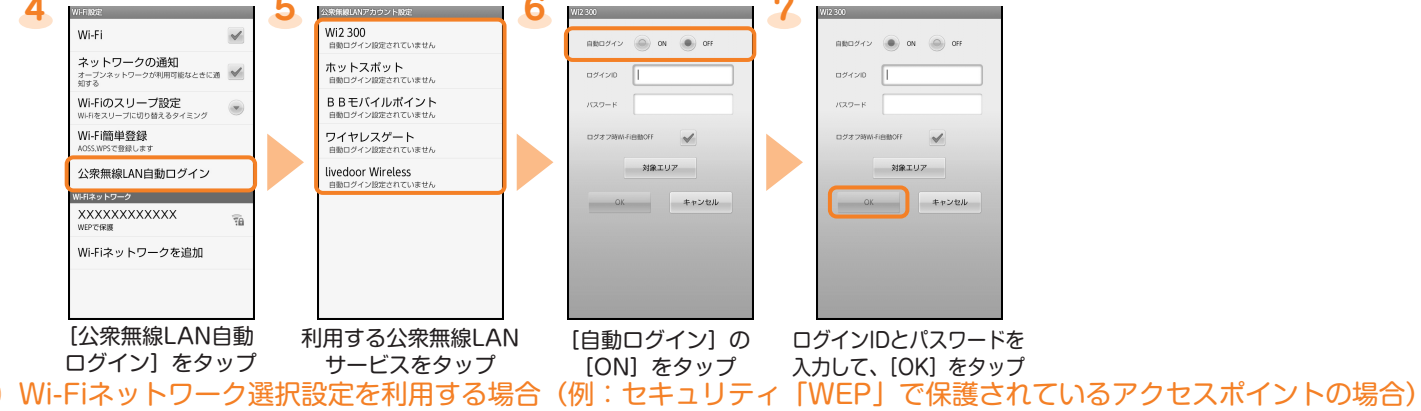 4
Wi-Fi設定
Wi-Fi
ネットワークの通知
オープンネットワークが利用可能なときに通
知する
Wi-Fiのスリープ設定
Wi-Fiをスリープに切り替えるタイミング
Wi-Fi簡単登録
AOSS,WPSで登録します
公衆無線LAN自動ログイン
Wi-Fiネットワーク
XXXXXXXXXXXX
WEPで保護
Wi-Fiネットワークを追加
[公衆無線LAN自動
ログイン]をタップ
5
公衆無線LANアカウント設定
Wi2 300
自動ログイン設定されていません
ホットスポット
自動ログイン設定されていません
BBモバイルポイント
自動ログイン設定されていません
ワイヤレスゲート
自動ログイン設定されていません
livedoor Wireless
自動ログイン設定されていません
利用する公衆無線LAN
サービスをタップ
6
Wi2 300
自動ログイン ON OFF
ログインID
パスワード
ログオフ時Wi-Fi自動OFF
対象エリア
OK キャンセル
[自動ログイン]の
[ON]をタップ
7
Wi2 300
自動ログイン ON OFF
ログインID
パスワード
ログオフ時Wi-Fi自動OFF
対象エリア
OK キャンセル
ログインIDとパスワードを
入力して、[OK]をタップ
)Wi-Fiネットワーク選択設定を利用する場合(例:セキュリティ「WEP」で保護されているアクセスポイントの場合)